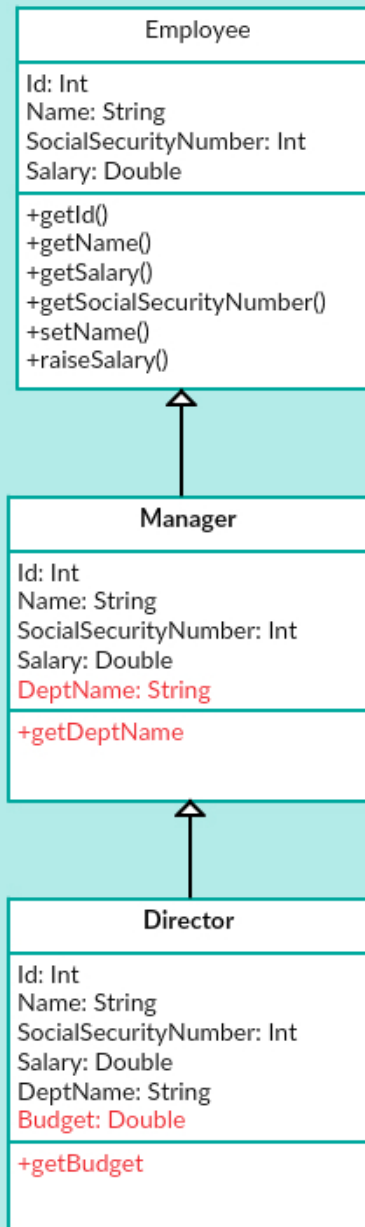 Employee
Id: Int
Name: String
SocialSecurityNumber: Int
Salary: Double
+getId()
+getName()
+getSalary()
+getSocialSecurityNumber()
+setName()
+raiseSalary()
Manager
Id: Int
Name: String
SocialSecurityNumber: Int
Salary: Double
DeptName: String
+getDeptName
Director
Id: Int
Name: String
SocialSecurityNumber: Int
Salary: Double
DeptName: String
Budget: Double
+getBudget